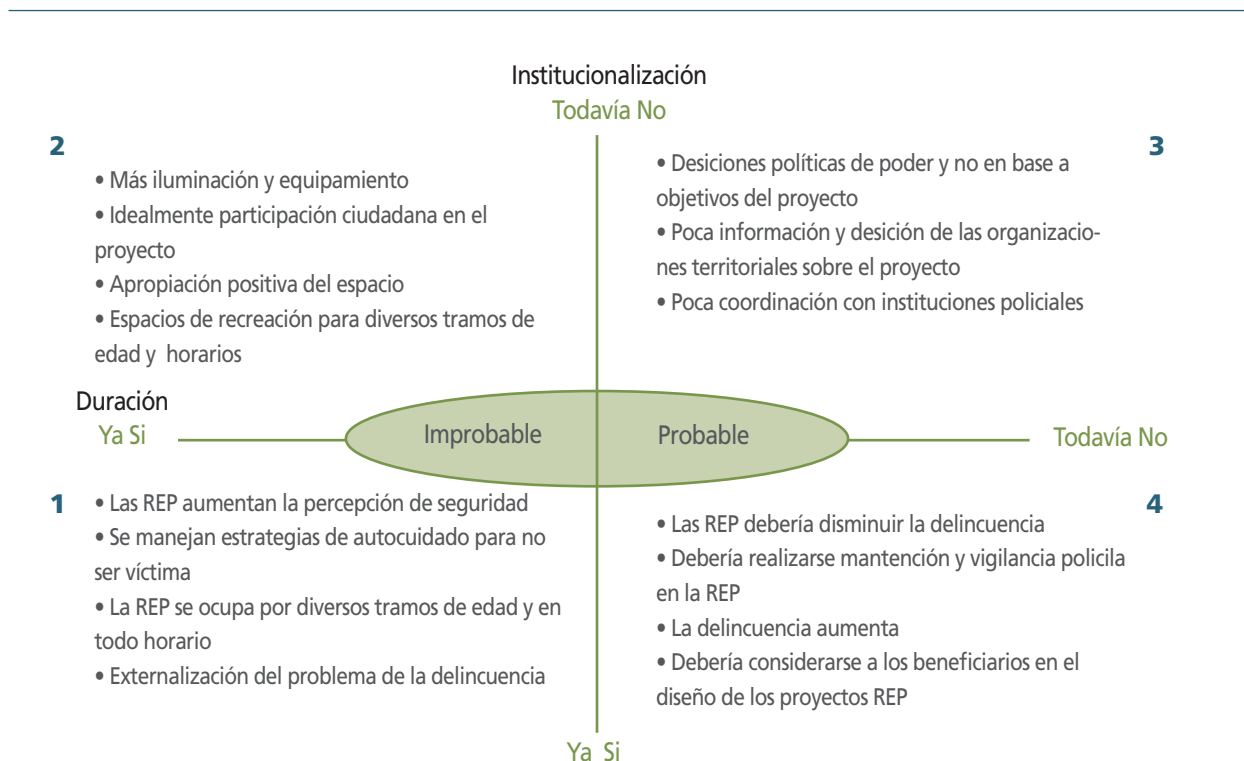 Institucionalización
Todavía No
2
• Más iluminación y equipamiento
• Idealmente participación ciudadana en el
proyecto
• Apropiación positiva del espacio
• Espacios de recreación para diversos tramos de
edad y horarios
3
• Desiciones políticas de poder y no en base a
objetivos del proyecto
• Poca información y desición de las organizacio-
nes territoriales sobre el proyecto
• Poca coordinación con instituciones policiales
Duración
Ya Si
Improbable
Probable
Todavía No
1
• Las REP aumentan la percepción de seguridad
• Se manejan estrategias de autocuidado para no
ser víctima
• La REP se ocupa por diversos tramos de edad y en
todo horario
• Externalización del problema de la delincuencia
4
• Las REP debería disminuir la delincuencia
• Debería realizarse mantención y vigilancia policila
en la REP
• La delincuencia aumenta
• Debería considerarse a los beneficiarios en el
diseño de los proyectos REP
Ya Si